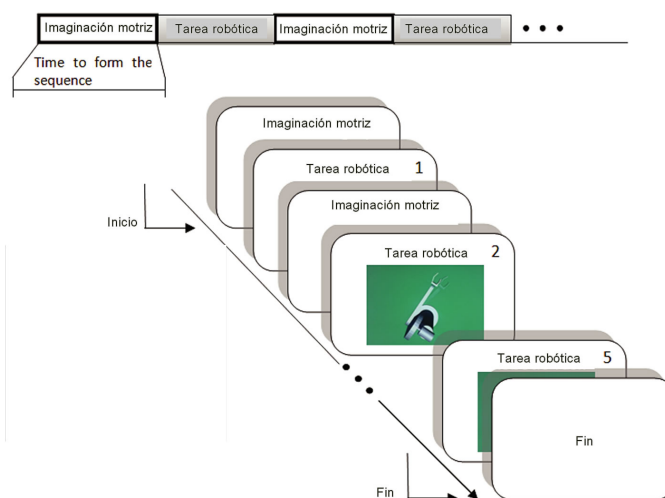 Imaginación motriz
Tarea robótica
Imaginación motriz
Tarea robótica
Time to form the
sequence
Imaginación motriz
Tarea robótica 1
Imaginación motriz
Inicio
Tarea robótica 2
Tarea robótica 5
Fin
Fin